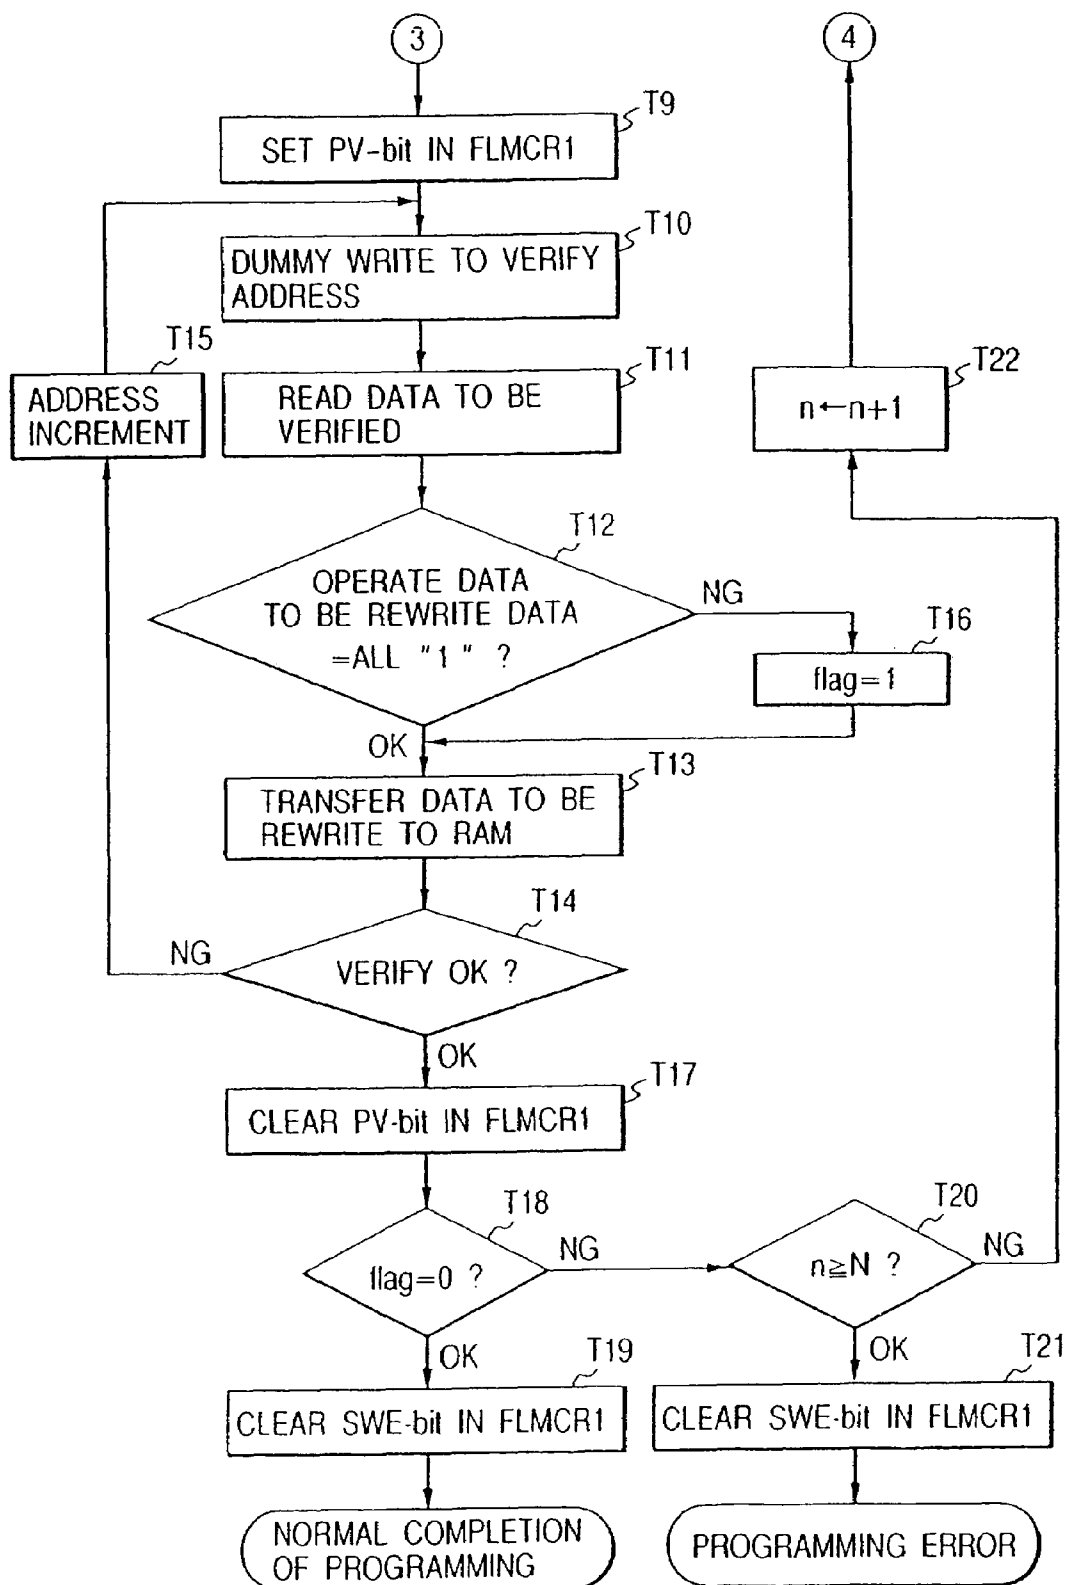 3
4
T9
SET PV-bit IN FLMCR1
T10
DUMMY WRITE TO VERIFY
ADDRESS
T15
ADDRESS
INCREMENT
T11
READ DATA TO BE
VERIFIED
T22
n←n+1
T12
OPERATE DATA
TO BE REWRITE DATA
=ALL "1" ?
NG
T16
flag=1
OK
T13
TRANSFER DATA TO BE
REWRITE TO RAM
T14
VERIFY OK ?
NG
OK
T17
CLEAR PV-bit IN FLMCR1
T18
flag=0 ?
NG
T20
n≧N ?
NG
OK
OK
T19
CLEAR SWE-bit IN FLMCR1
T21
CLEAR SWE-bit IN FLMCR1
NORMAL COMPLETION
OF PROGRAMMING
PROGRAMMING ERROR